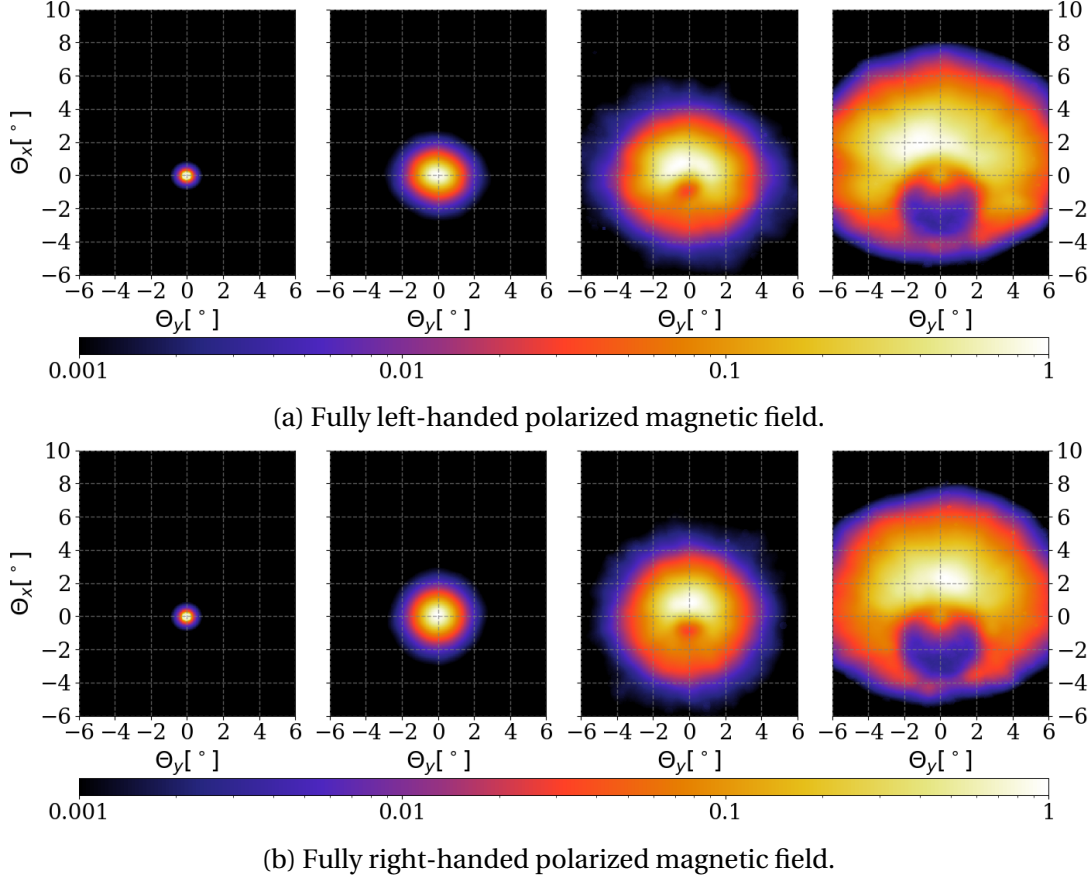 10 10
8 8
6 6
4 4
2 2
0 0
−2 −2
−4 −4
−6 −6
Θx[°]
−6 −4 −2 0 2 4 6 −6 −4 −2 0 2 4 6 −6 −4 −2 0 2 4 6 −6 −4 −2 0 2 4 6
Θy[°] Θy[°] Θy[°] Θy[°]
0.001 0.01 0.1 1
(a) Fully left-handed polarized magnetic field.
10 10
8 8
6 6
4 4
2 2
0 0
−2 −2
−4 −4
−6 −6
Θx[°]
−6 −4 −2 0 2 4 6 −6 −4 −2 0 2 4 6 −6 −4 −2 0 2 4 6 −6 −4 −2 0 2 4 6
Θy[°] Θy[°] Θy[°] Θy[°]
0.001 0.01 0.1 1
(b) Fully right-handed polarized magnetic field.